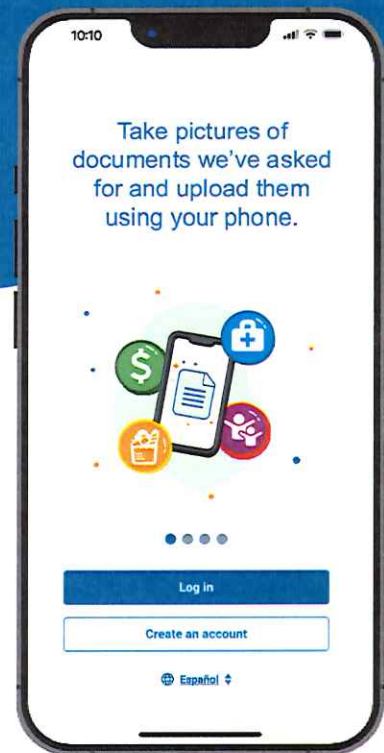 10:10
Take pictures of
documents we've asked
for and upload them
using your phone.
$
Log in
Create an account
Español